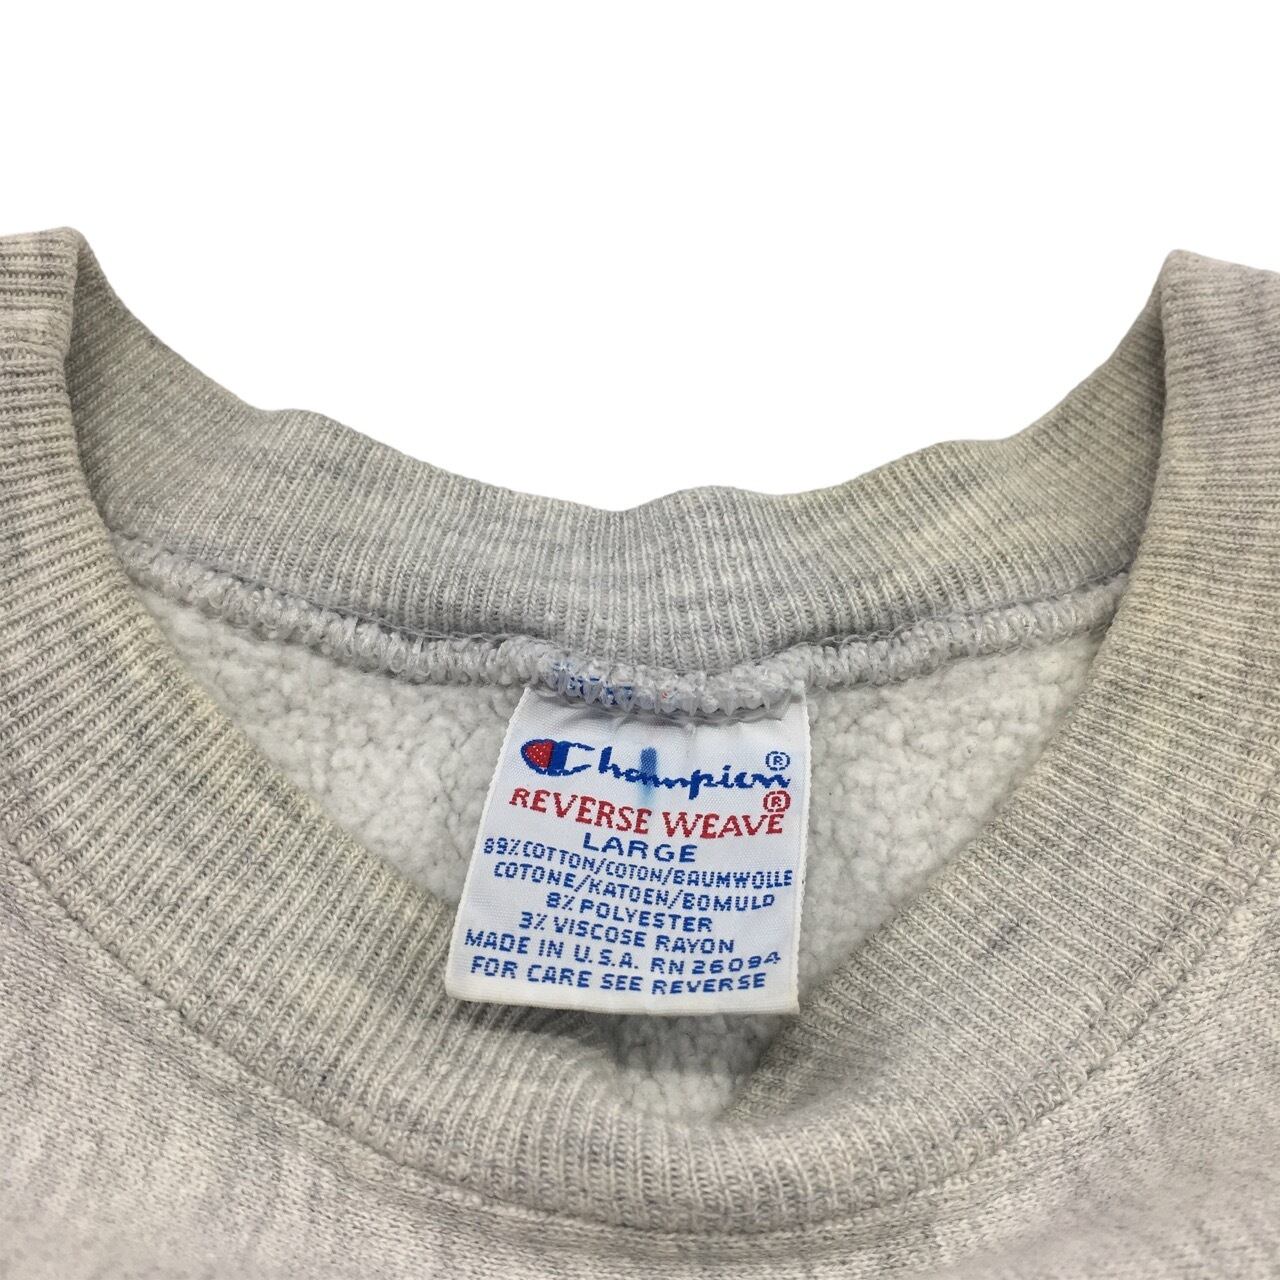 Champion ®
REVERSE WEAVE ®
LARGE
89% COTTON/COTON/BAUMWOLLE
COTONE/KATOEN/BOMULD
8% POLYESTER
3% VISCOSE RAYON
MADE IN U.S.A. RN 26094
FOR CARE SEE REVERSE